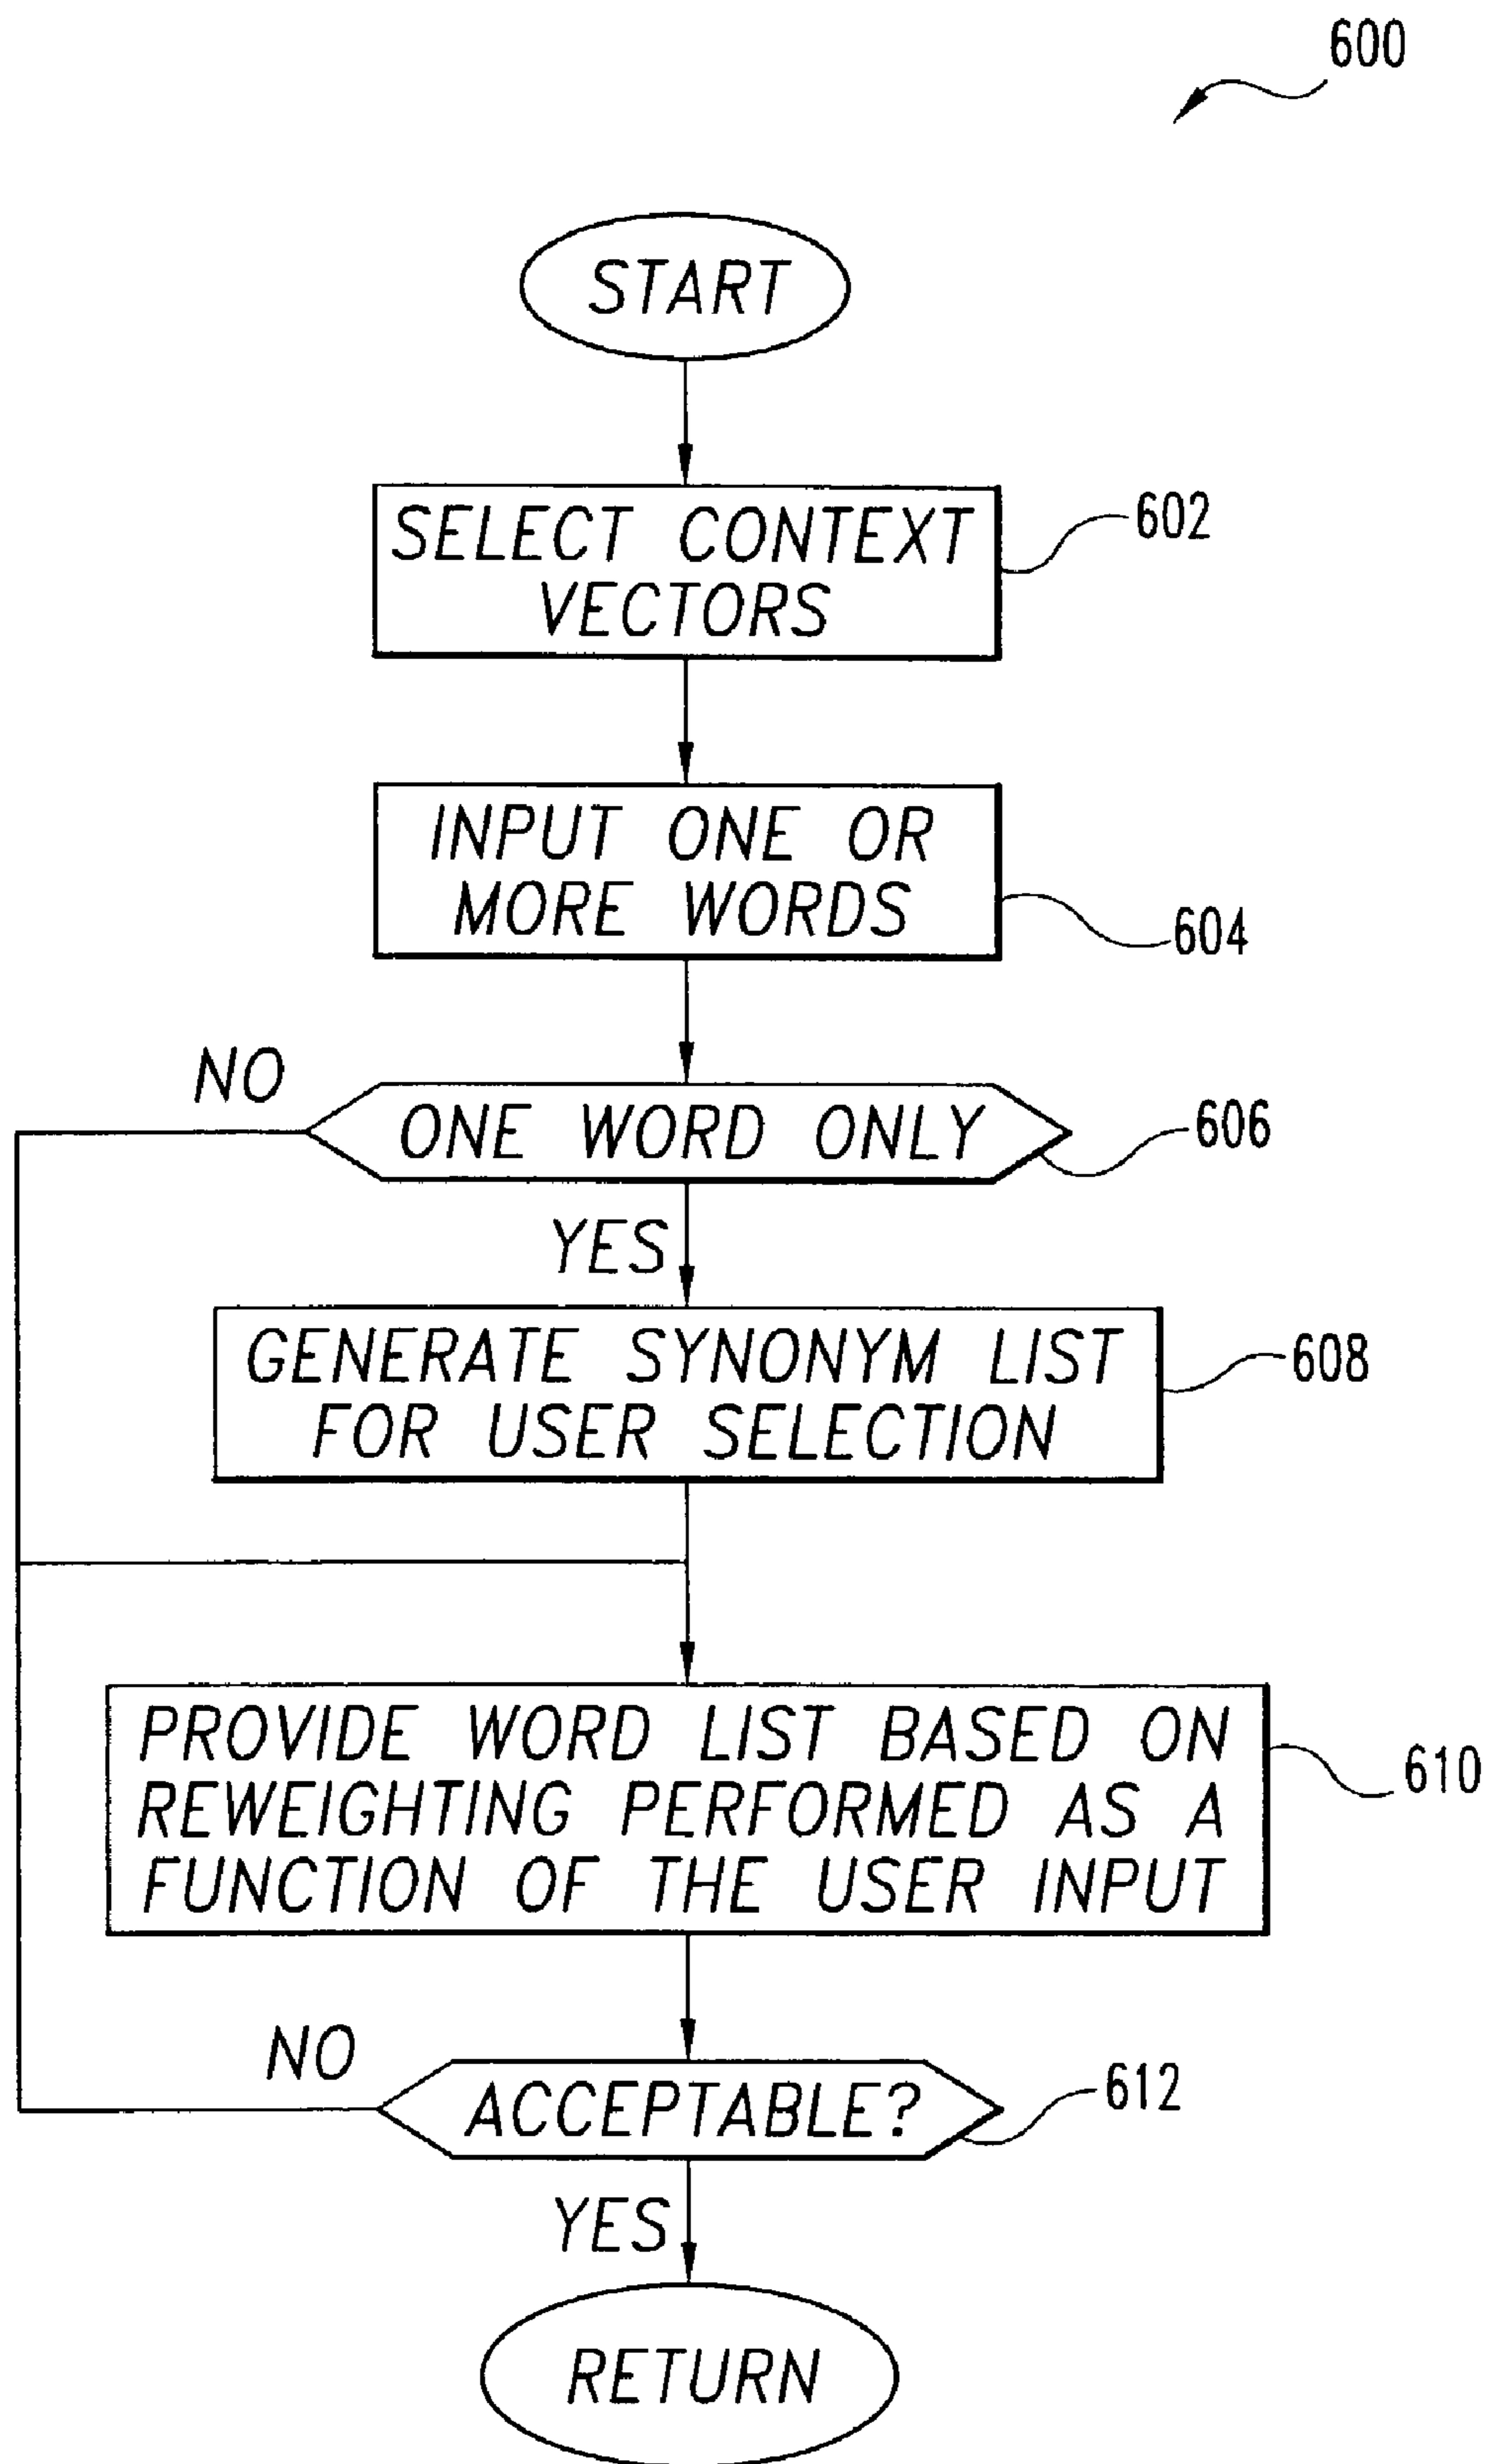 600
START
SELECT CONTEXT
VECTORS
602
INPUT ONE OR
MORE WORDS
604
NO
ONE WORD ONLY
606
YES
GENERATE SYNONYM LIST
FOR USER SELECTION
608
PROVIDE WORD LIST BASED ON
REWEIGHTING PERFORMED AS A
FUNCTION OF THE USER INPUT
610
NO
ACCEPTABLE?
612
YES
RETURN